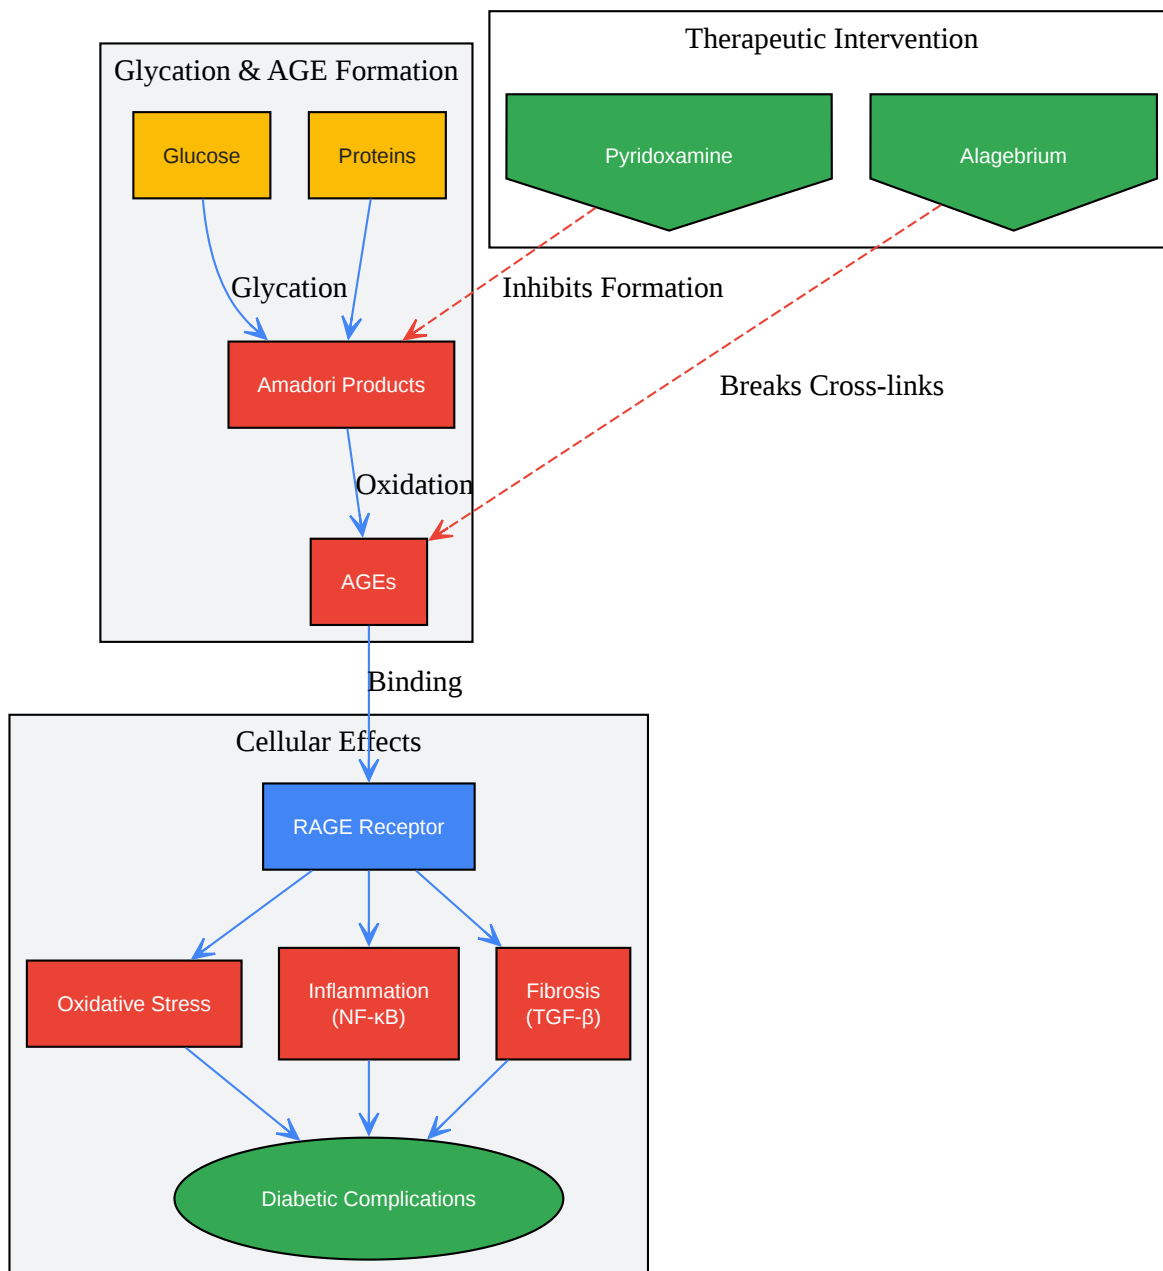 Therapeutic Intervention
Glycation & AGE Formation
Glucose
Proteins
Pyridoxamine
Alagebrium
Glycation
Inhibits Formation
Amadori Products
Breaks Cross-links
Oxidation
AGEs
Binding
Cellular Effects
RAGE Receptor
Oxidative Stress
Inflammation
(NF-κB)
Fibrosis
(TGF-β)
Diabetic Complications